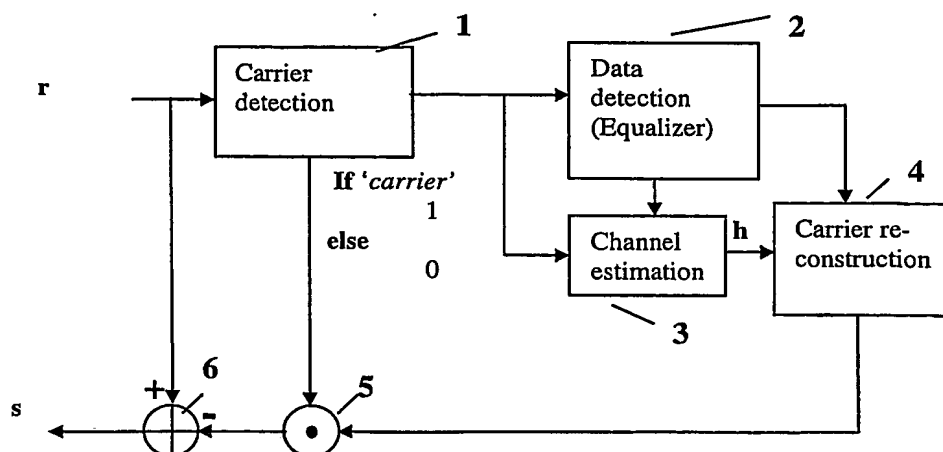 1
2
r
Carrier
detection
Data
detection
(Equalizer)
If 'carrier'
1
else
0
4
h
Channel
estimation
Carrier re-
construction
3
6
5
+
-
s